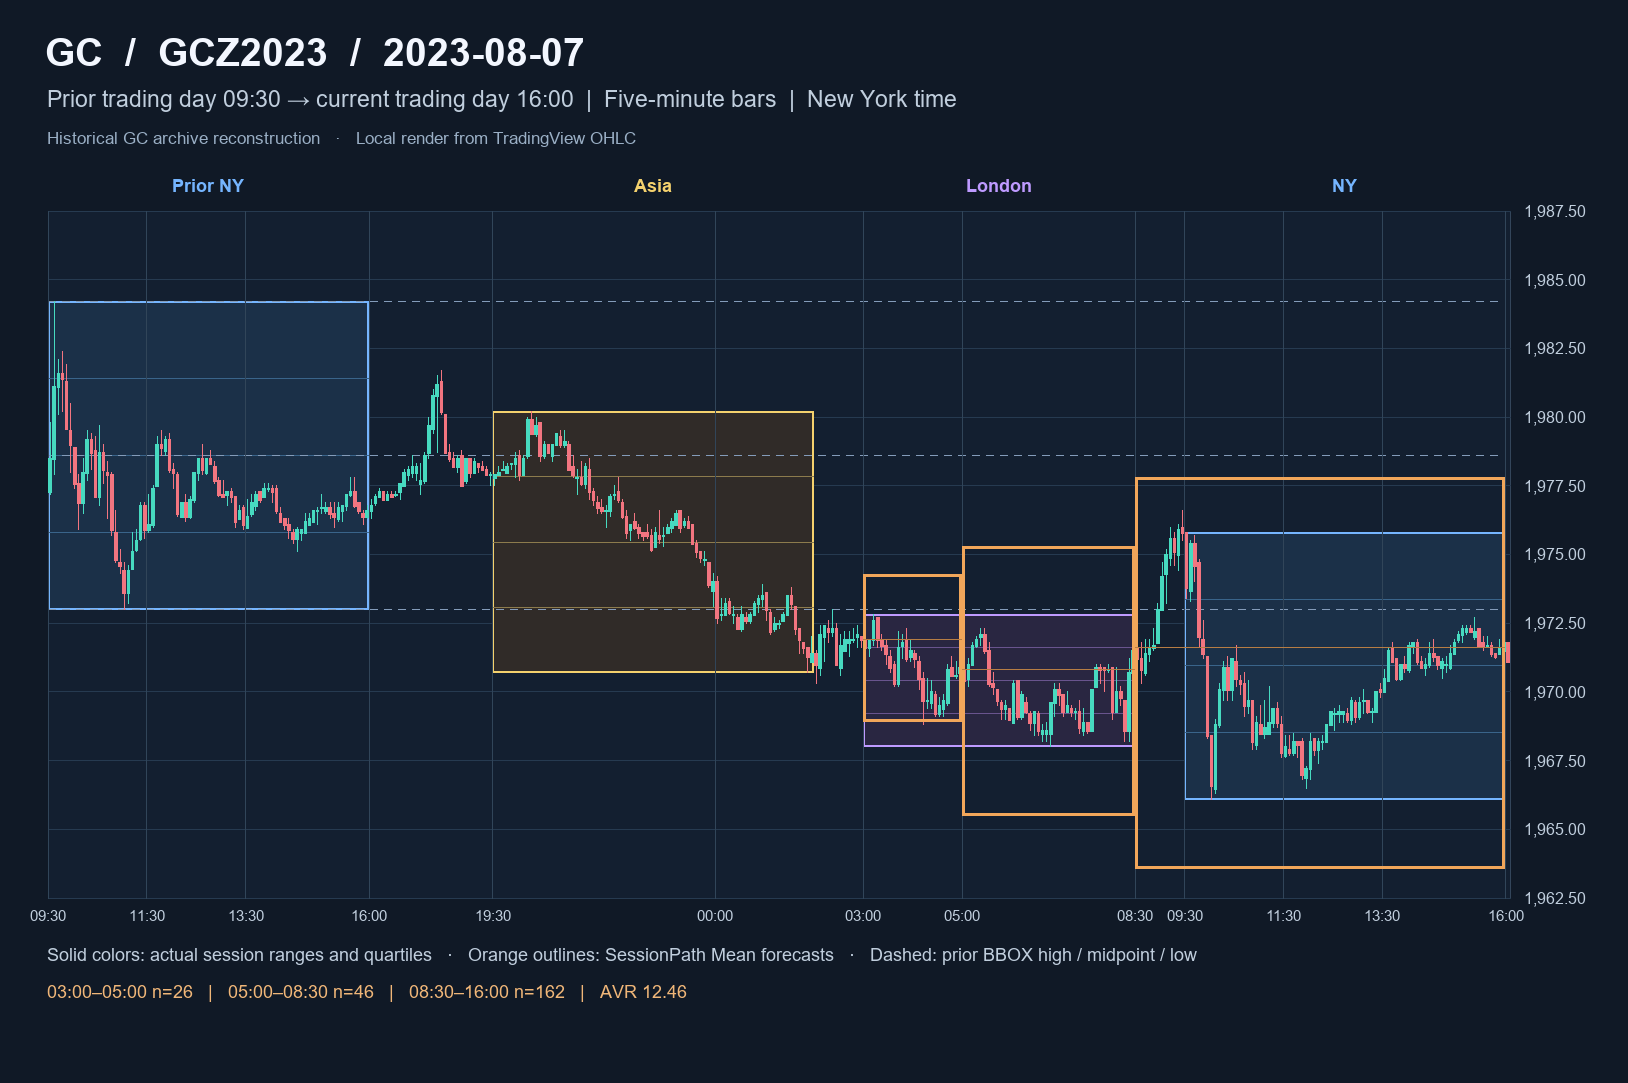 GC / GCZ2023 / 2023-08-07
Prior trading day 09:30 → current trading day 16:00 | Five-minute bars | New York time
Historical GC archive reconstruction · Local render from TradingView OHLC
Prior NY Asia London NY
1,987.50
1,985.00
1,982.50
1,980.00
1,977.50
1,975.00
1,972.50
1,970.00
1,967.50
1,965.00
1,962.50
09:30 11:30 13:30 16:00 19:30 00:00 03:00 05:00 08:30 09:30 11:30 13:30 16:00
Solid colors: actual session ranges and quartiles · Orange outlines: SessionPath Mean forecasts · Dashed: prior BBOX high / midpoint / low
03:00–05:00 n=26 | 05:00–08:30 n=46 | 08:30–16:00 n=162 | AVR 12.46